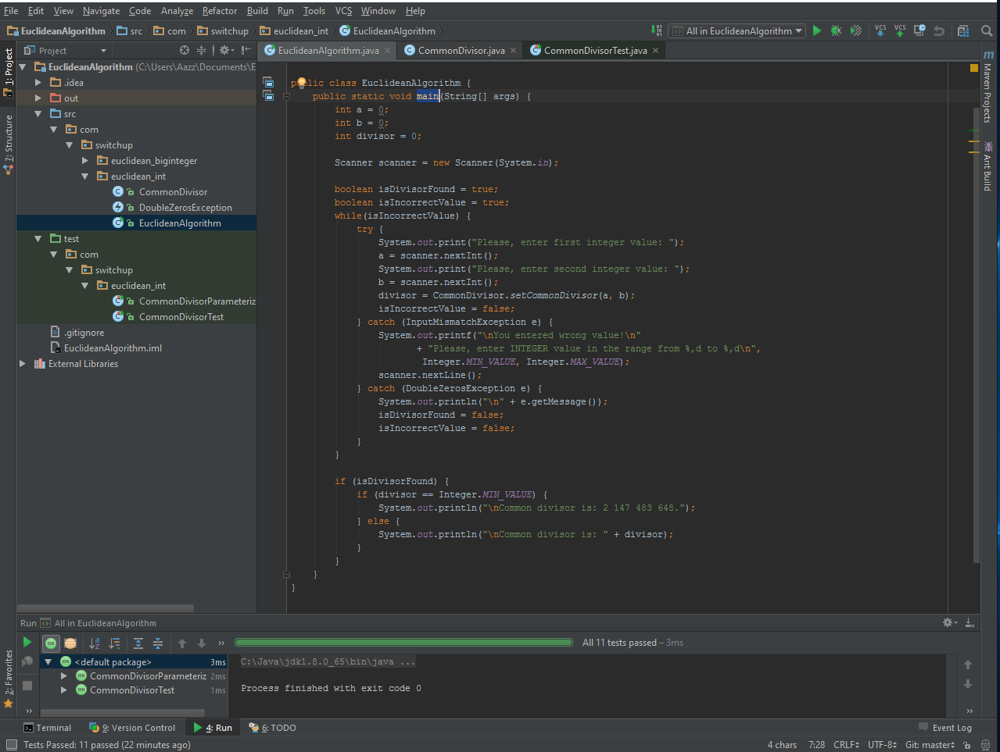 File Edit View Navigate Code Analyze Refactor Build Run Tools VCS Window Help
EuclideanAlgorithm src com switchup euclidean_int EuclideanAlgorithm All in EuclideanAlgorithm VCS VCS
1: Project
7: Structure
2: Favorites
Project
EuclideanAlgorithm (C:\Users\Aazz\Documents\E
.idea
out
src
com
switchup
euclidean_biginteger
euclidean_int
CommonDivisor
DoubleZerosException
EuclideanAlgorithm
test
com
switchup
euclidean_int
CommonDivisorParameteriz
CommonDivisorTest
.gitignore
EuclideanAlgorithm.iml
External Libraries
EuclideanAlgorithm.java × CommonDivisor.java × CommonDivisorTest.java ×
public class EuclideanAlgorithm {
public static void main(String[] args) {
int a = 0;
int b = 0;
int divisor = 0;
Scanner scanner = new Scanner(System.in);
boolean isDivisorFound = true;
boolean isIncorrectValue = true;
while(isIncorrectValue) {
try {
System.out.print("Please, enter first integer value: ");
a = scanner.nextInt();
System.out.print("Please, enter second integer value: ");
b = scanner.nextInt();
divisor = CommonDivisor.setCommonDivisor(a, b);
isIncorrectValue = false;
} catch (InputMismatchException e) {
System.out.printf("\nYou entered wrong value!\n"
+ "Please, enter INTEGER value in the range from %,d to %,d\n",
Integer.MIN_VALUE, Integer.MAX_VALUE);
scanner.nextLine();
} catch (DoubleZerosException e) {
System.out.println("\n" + e.getMessage());
isDivisorFound = false;
isIncorrectValue = false;
}
}
if (isDivisorFound) {
if (divisor == Integer.MIN_VALUE) {
System.out.println("\nCommon divisor is: 2 147 483 648.");
} else {
System.out.println("\nCommon divisor is: " + divisor);
}
}
}
}
Maven Projects
Ant Build
Run All in EuclideanAlgorithm
All 11 tests passed – 3ms
<default package> 3ms
CommonDivisorParameteriz 2ms
CommonDivisorTest 1ms
C:\Java\jdk1.8.0_65\bin\java ...
Process finished with exit code 0
Terminal 9: Version Control 4: Run 6: TODO Event Log
Tests Passed: 11 passed (22 minutes ago) 4 chars 7:28 CRLF UTF-8 Git: master